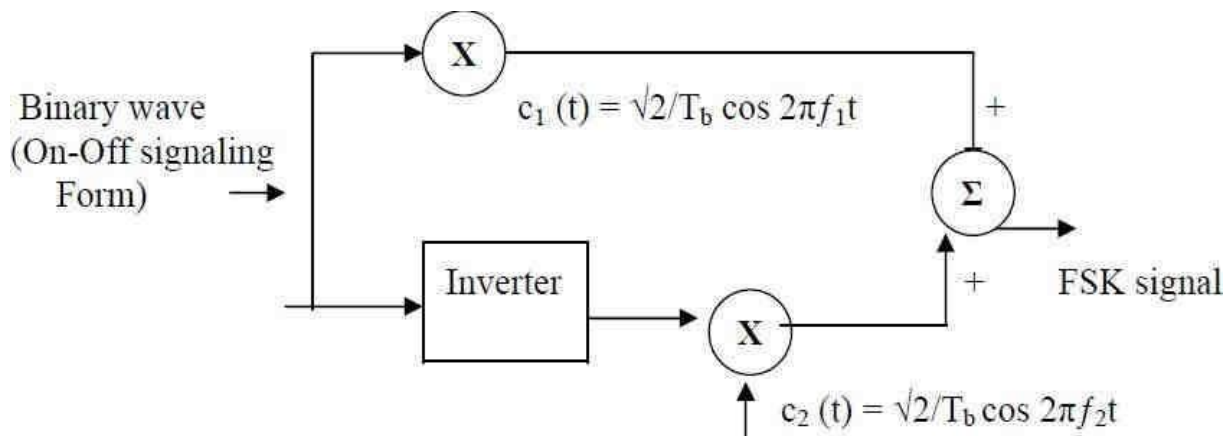 X
c₁ (t) = √2/T_b cos 2πf₁t
+
Binary wave
(On-Off signaling
Form)
Σ
Inverter
+
FSK signal
X
c₂ (t) = √2/T_b cos 2πf₂t